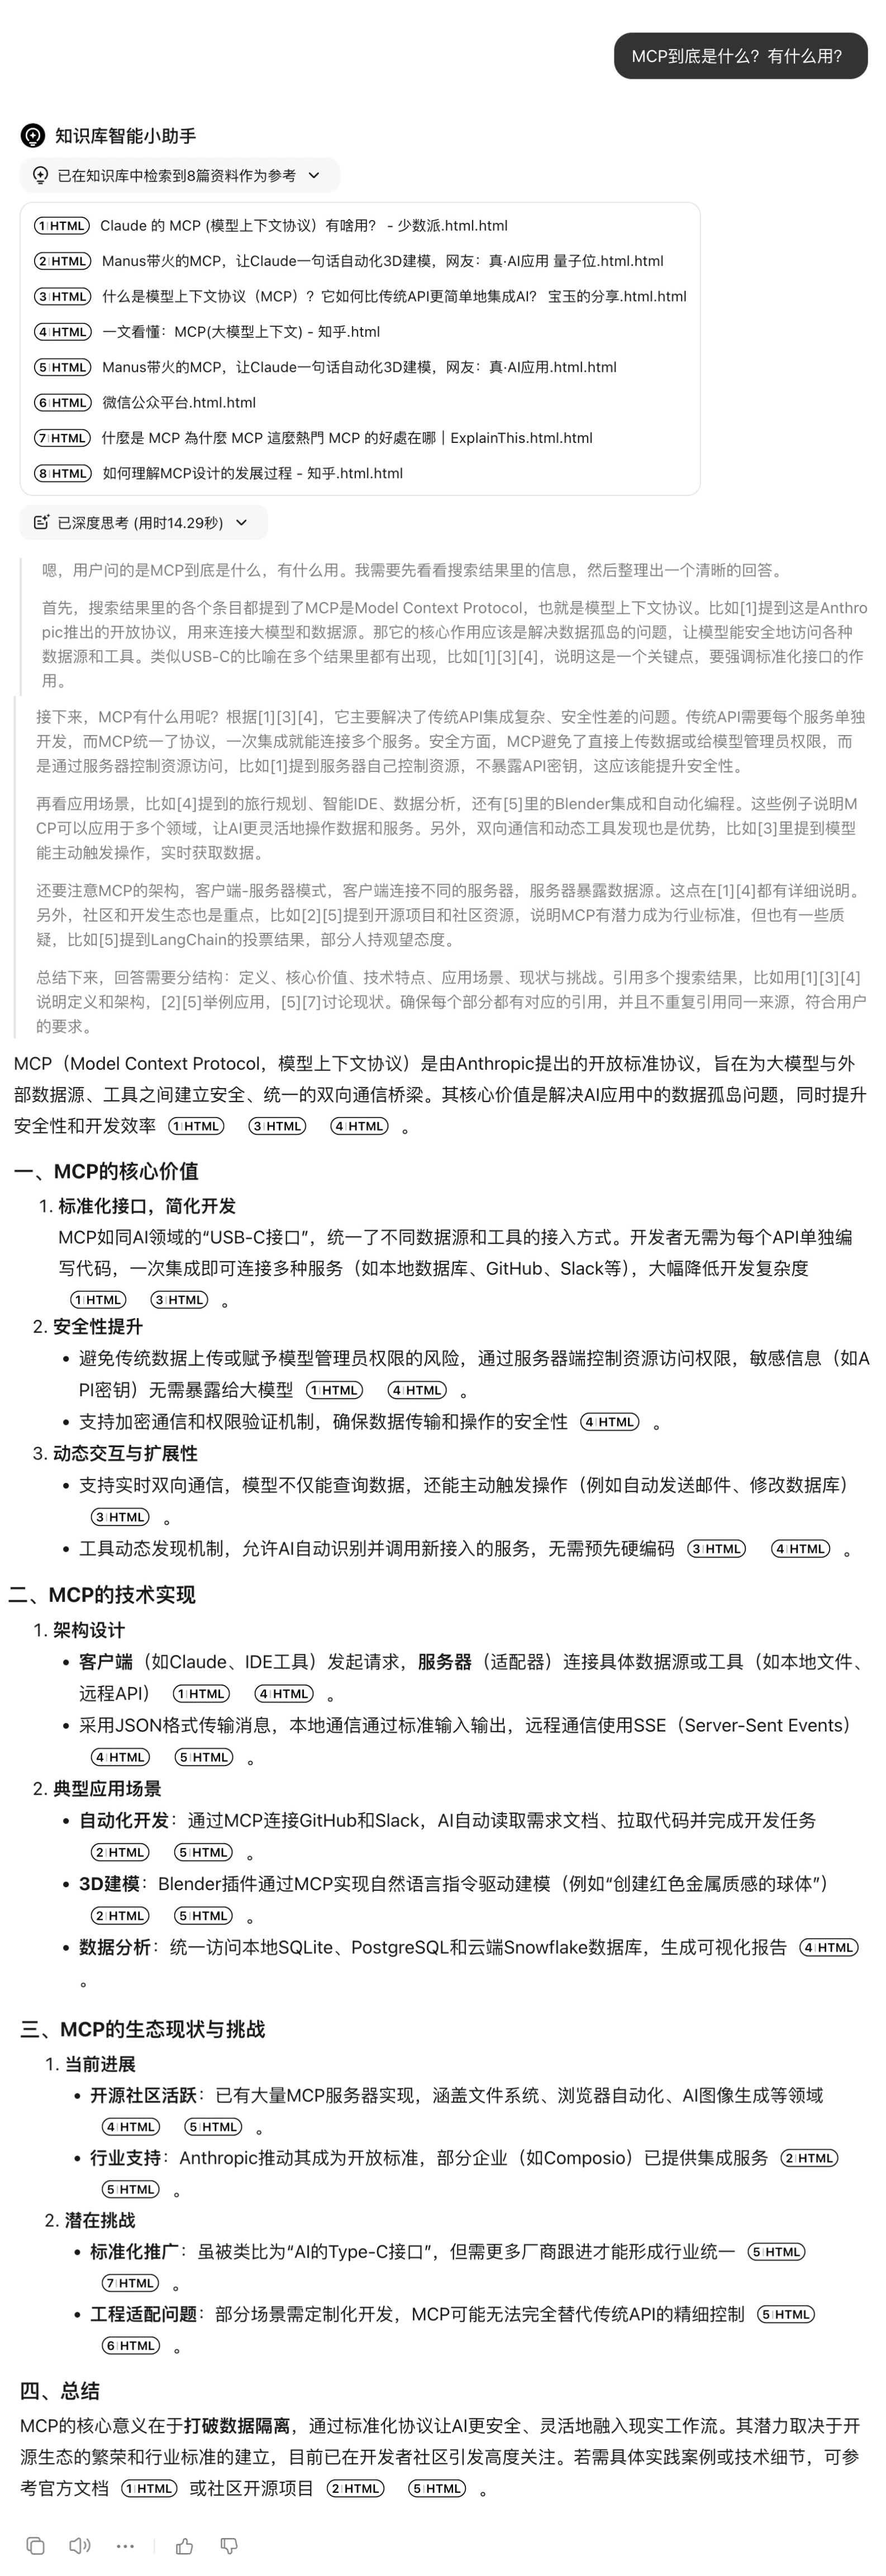 MCP到底是什么？有什么用?
知识库智能小助手
已在知识库中检索到8篇资料作为参考
1 HTML Claude 的 MCP (模型上下文协议）有啥用？ - 少数派.html.html
2 HTML Manus带火的MCP，让Claude一句话自动化3D建模，网友：真·AI应用 量子位.html.html
3 HTML 什么是模型上下文协议（MCP）？它如何比传统API更简单地集成AI？ 宝玉的分享.html.html
4 HTML 一文看懂：MCP(大模型上下文) - 知乎.html
5 HTML Manus带火的MCP，让Claude一句话自动化3D建模，网友：真·AI应用.html.html
6 HTML 微信公众平台.html.html
7 HTML 什麼是 MCP 為什麼 MCP 這麼熱門 MCP 的好處在哪｜ExplainThis.html.html
8 HTML 如何理解MCP设计的发展过程 - 知乎.html.html
已深度思考 (用时14.29秒)
嗯，用户问的是MCP到底是什么，有什么用。我需要先看看搜索结果里的信息，然后整理出一个清晰的回答。
首先，搜索结果里的各个条目都提到了MCP是Model Context Protocol，也就是模型上下文协议。比如[1]提到这是Anthro
pic推出的开放协议，用来连接大模型和数据源。那它的核心作用应该是解决数据孤岛的问题，让模型能安全地访问各种
数据源和工具。类似USB-C的比喻在多个结果里都有出现，比如[1][3][4]，说明这是一个关键点，要强调标准化接口的作
用。
接下来，MCP有什么用呢？根据[1][3][4]，它主要解决了传统API集成复杂、安全性差的问题。传统API需要每个服务单独
开发，而MCP统一了协议，一次集成就能连接多个服务。安全方面，MCP避免了直接上传数据或给模型管理员权限，而
是通过服务器控制资源访问，比如[1]提到服务器自己控制资源，不暴露API密钥，这应该能提升安全性。
再看应用场景，比如[4]提到的旅行规划、智能IDE、数据分析，还有[5]里的Blender集成和自动化编程。这些例子说明M
CP可以应用于多个领域，让AI更灵活地操作数据和服务。另外，双向通信和动态工具发现也是优势，比如[3]里提到模型
能主动触发操作，实时获取数据。
还要注意MCP的架构，客户端-服务器模式，客户端连接不同的服务器，服务器暴露数据源。这点在[1][4]都有详细说明。
另外，社区和开发生态也是重点，比如[2][5]提到开源项目和社区资源，说明MCP有潜力成为行业标准，但也有一些质
疑，比如[5]提到LangChain的投票结果，部分人持观望态度。
总结下来，回答需要分结构：定义、核心价值、技术特点、应用场景、现状与挑战。引用多个搜索结果，比如用[1][3][4]
说明定义和架构，[2][5]举例应用，[5][7]讨论现状。确保每个部分都有对应的引用，并且不重复引用同一来源，符合用户
的要求。
MCP（Model Context Protocol，模型上下文协议）是由Anthropic提出的开放标准协议，旨在为大模型与外
部数据源、工具之间建立安全、统一的双向通信桥梁。其核心价值是解决AI应用中的数据孤岛问题，同时提升
安全性和开发效率 1 HTML 3 HTML 4 HTML 。
一、MCP的核心价值
1. 标准化接口，简化开发
MCP如同AI领域的“USB-C接口”，统一了不同数据源和工具的接入方式。开发者无需为每个API单独编
写代码，一次集成即可连接多种服务（如本地数据库、GitHub、Slack等），大幅降低开发复杂度
1 HTML 3 HTML 。
2. 安全性提升
• 避免传统数据上传或赋予模型管理员权限的风险，通过服务器端控制资源访问权限，敏感信息（如A
PI密钥）无需暴露给大模型 1 HTML 4 HTML 。
• 支持加密通信和权限验证机制，确保数据传输和操作的安全性 4 HTML 。
3. 动态交互与扩展性
• 支持实时双向通信，模型不仅能查询数据，还能主动触发操作（例如自动发送邮件、修改数据库）
3 HTML 。
• 工具动态发现机制，允许AI自动识别并调用新接入的服务，无需预先硬编码 3 HTML 4 HTML 。
二、MCP的技术实现
1. 架构设计
• 客户端（如Claude、IDE工具）发起请求，服务器（适配器）连接具体数据源或工具（如本地文件、
远程API） 1 HTML 4 HTML 。
• 采用JSON格式传输消息，本地通信通过标准输入输出，远程通信使用SSE（Server-Sent Events）
4 HTML 5 HTML 。
2. 典型应用场景
• 自动化开发：通过MCP连接GitHub和Slack，AI自动读取需求文档、拉取代码并完成开发任务
2 HTML 5 HTML 。
• 3D建模：Blender插件通过MCP实现自然语言指令驱动建模（例如“创建红色金属质感的球体”）
2 HTML 5 HTML 。
• 数据分析：统一访问本地SQLite、PostgreSQL和云端Snowflake数据库，生成可视化报告 4 HTML
。
三、MCP的生态现状与挑战
1. 当前进展
• 开源社区活跃：已有大量MCP服务器实现，涵盖文件系统、浏览器自动化、AI图像生成等领域
4 HTML 5 HTML 。
• 行业支持：Anthropic推动其成为开放标准，部分企业（如Composio）已提供集成服务 2 HTML
5 HTML 。
2. 潜在挑战
• 标准化推广：虽被类比为“AI的Type-C接口”，但需更多厂商跟进才能形成行业统一 5 HTML
7 HTML 。
• 工程适配问题：部分场景需定制化开发，MCP可能无法完全替代传统API的精细控制 5 HTML
6 HTML 。
四、总结
MCP的核心意义在于打破数据隔离，通过标准化协议让AI更安全、灵活地融入现实工作流。其潜力取决于开
源生态的繁荣和行业标准的建立，目前已在开发者社区引发高度关注。若需具体实践案例或技术细节，可参
考官方文档 1 HTML 或社区开源项目 2 HTML 5 HTML 。